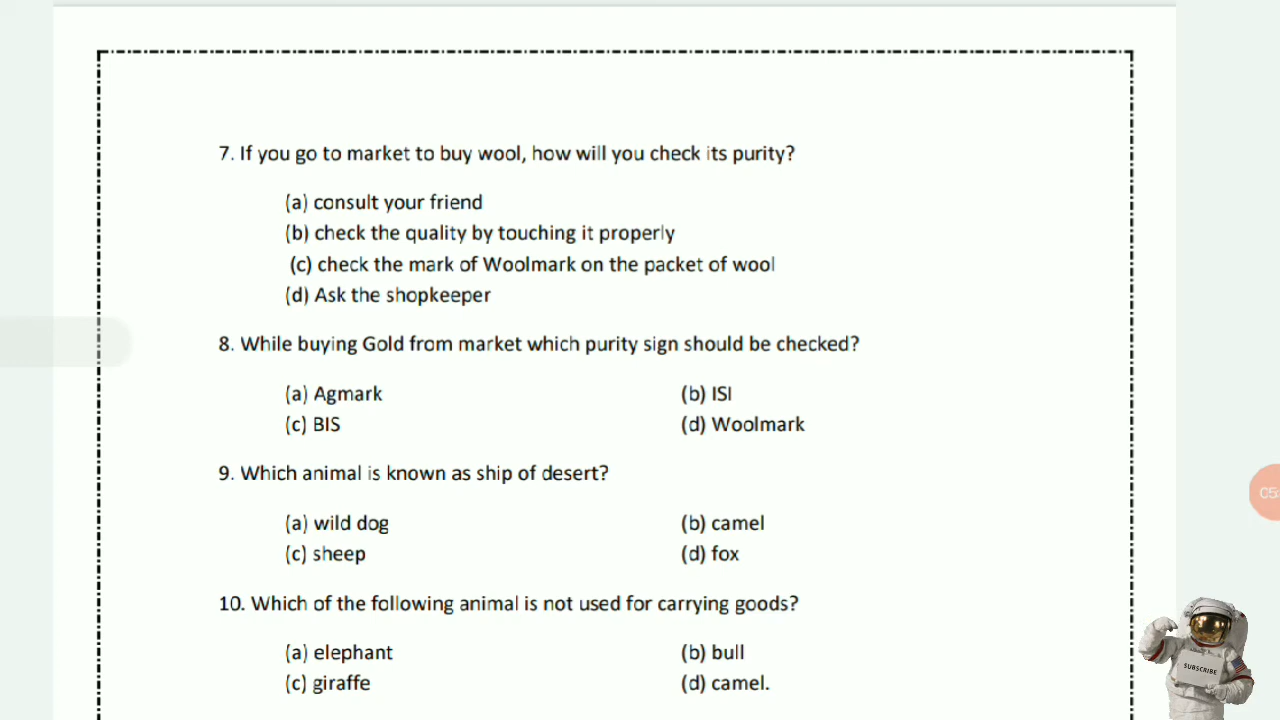 7. If you go to market to buy wool, how will you check its purity?
(a) consult your friend
(b) check the quality by touching it properly
(c) check the mark of Woolmark on the packet of wool
(d) Ask the shopkeeper
8. While buying Gold from market which purity sign should be checked?
(a) Agmark (b) ISI
(c) BIS (d) Woolmark
9. Which animal is known as ship of desert?
(a) wild dog (b) camel
(c) sheep (d) fox
10. Which of the following animal is not used for carrying goods?
(a) elephant (b) bull
(c) giraffe (d) camel.
SUBSCRIBE